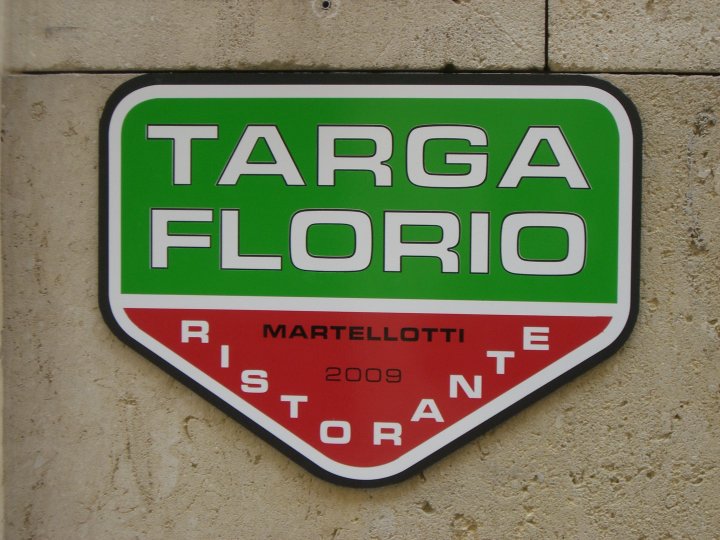 TARGA
FLORIO
MARTELLOTTI
2009
RISTORANTE